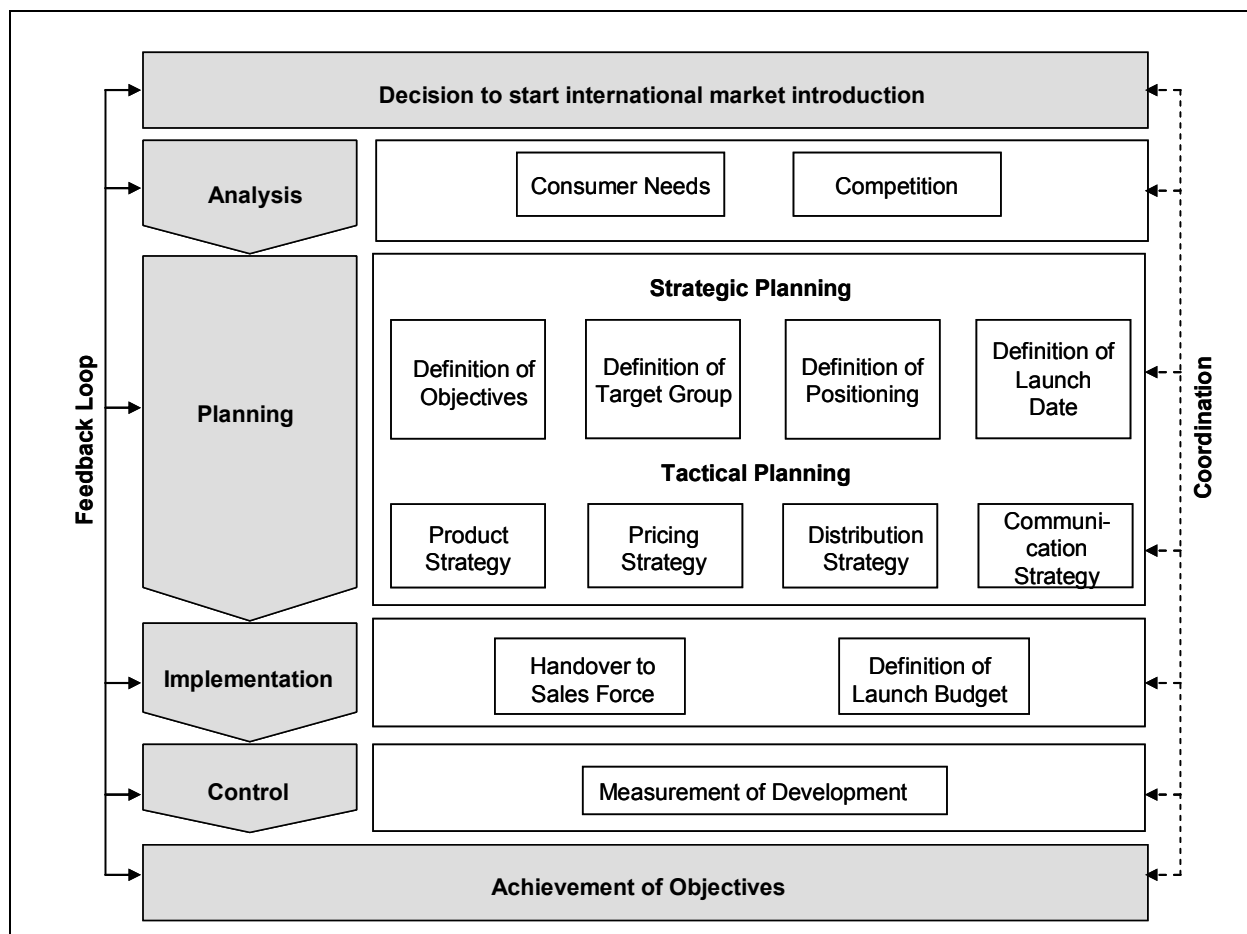 Decision to start international market introduction
Analysis
Consumer Needs
Competition
Planning
Strategic Planning
Definition of
Objectives
Definition of
Target Group
Definition of
Positioning
Definition of
Launch
Date
Tactical Planning
Product
Strategy
Pricing
Strategy
Distribution
Strategy
Communi-
cation
Strategy
Implementation
Handover to
Sales Force
Definition of
Launch Budget
Control
Measurement of Development
Achievement of Objectives
Feedback Loop
Coordination